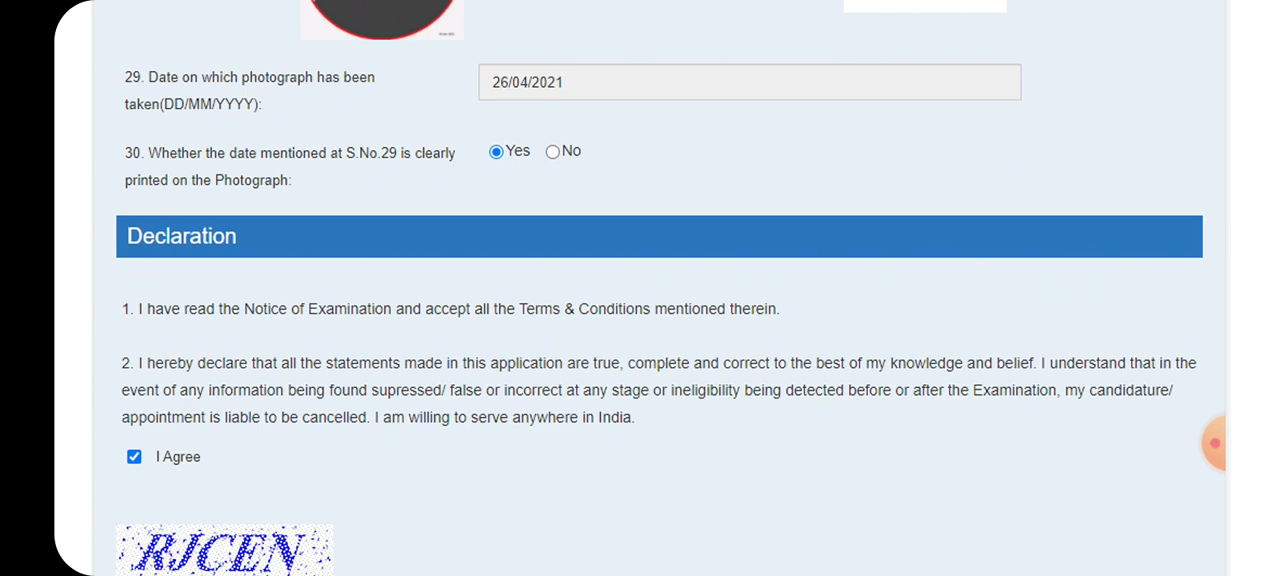 29. Date on which photograph has been
taken(DD/MM/YYYY):
26/04/2021
30. Whether the date mentioned at S.No.29 is clearly
printed on the Photograph:
Yes No
Declaration
1. I have read the Notice of Examination and accept all the Terms & Conditions mentioned therein.
2. I hereby declare that all the statements made in this application are true, complete and correct to the best of my knowledge and belief. I understand that in the
event of any information being found supressed/ false or incorrect at any stage or ineligibility being detected before or after the Examination, my candidature/
appointment is liable to be cancelled. I am willing to serve anywhere in India.
I Agree
RJCEN